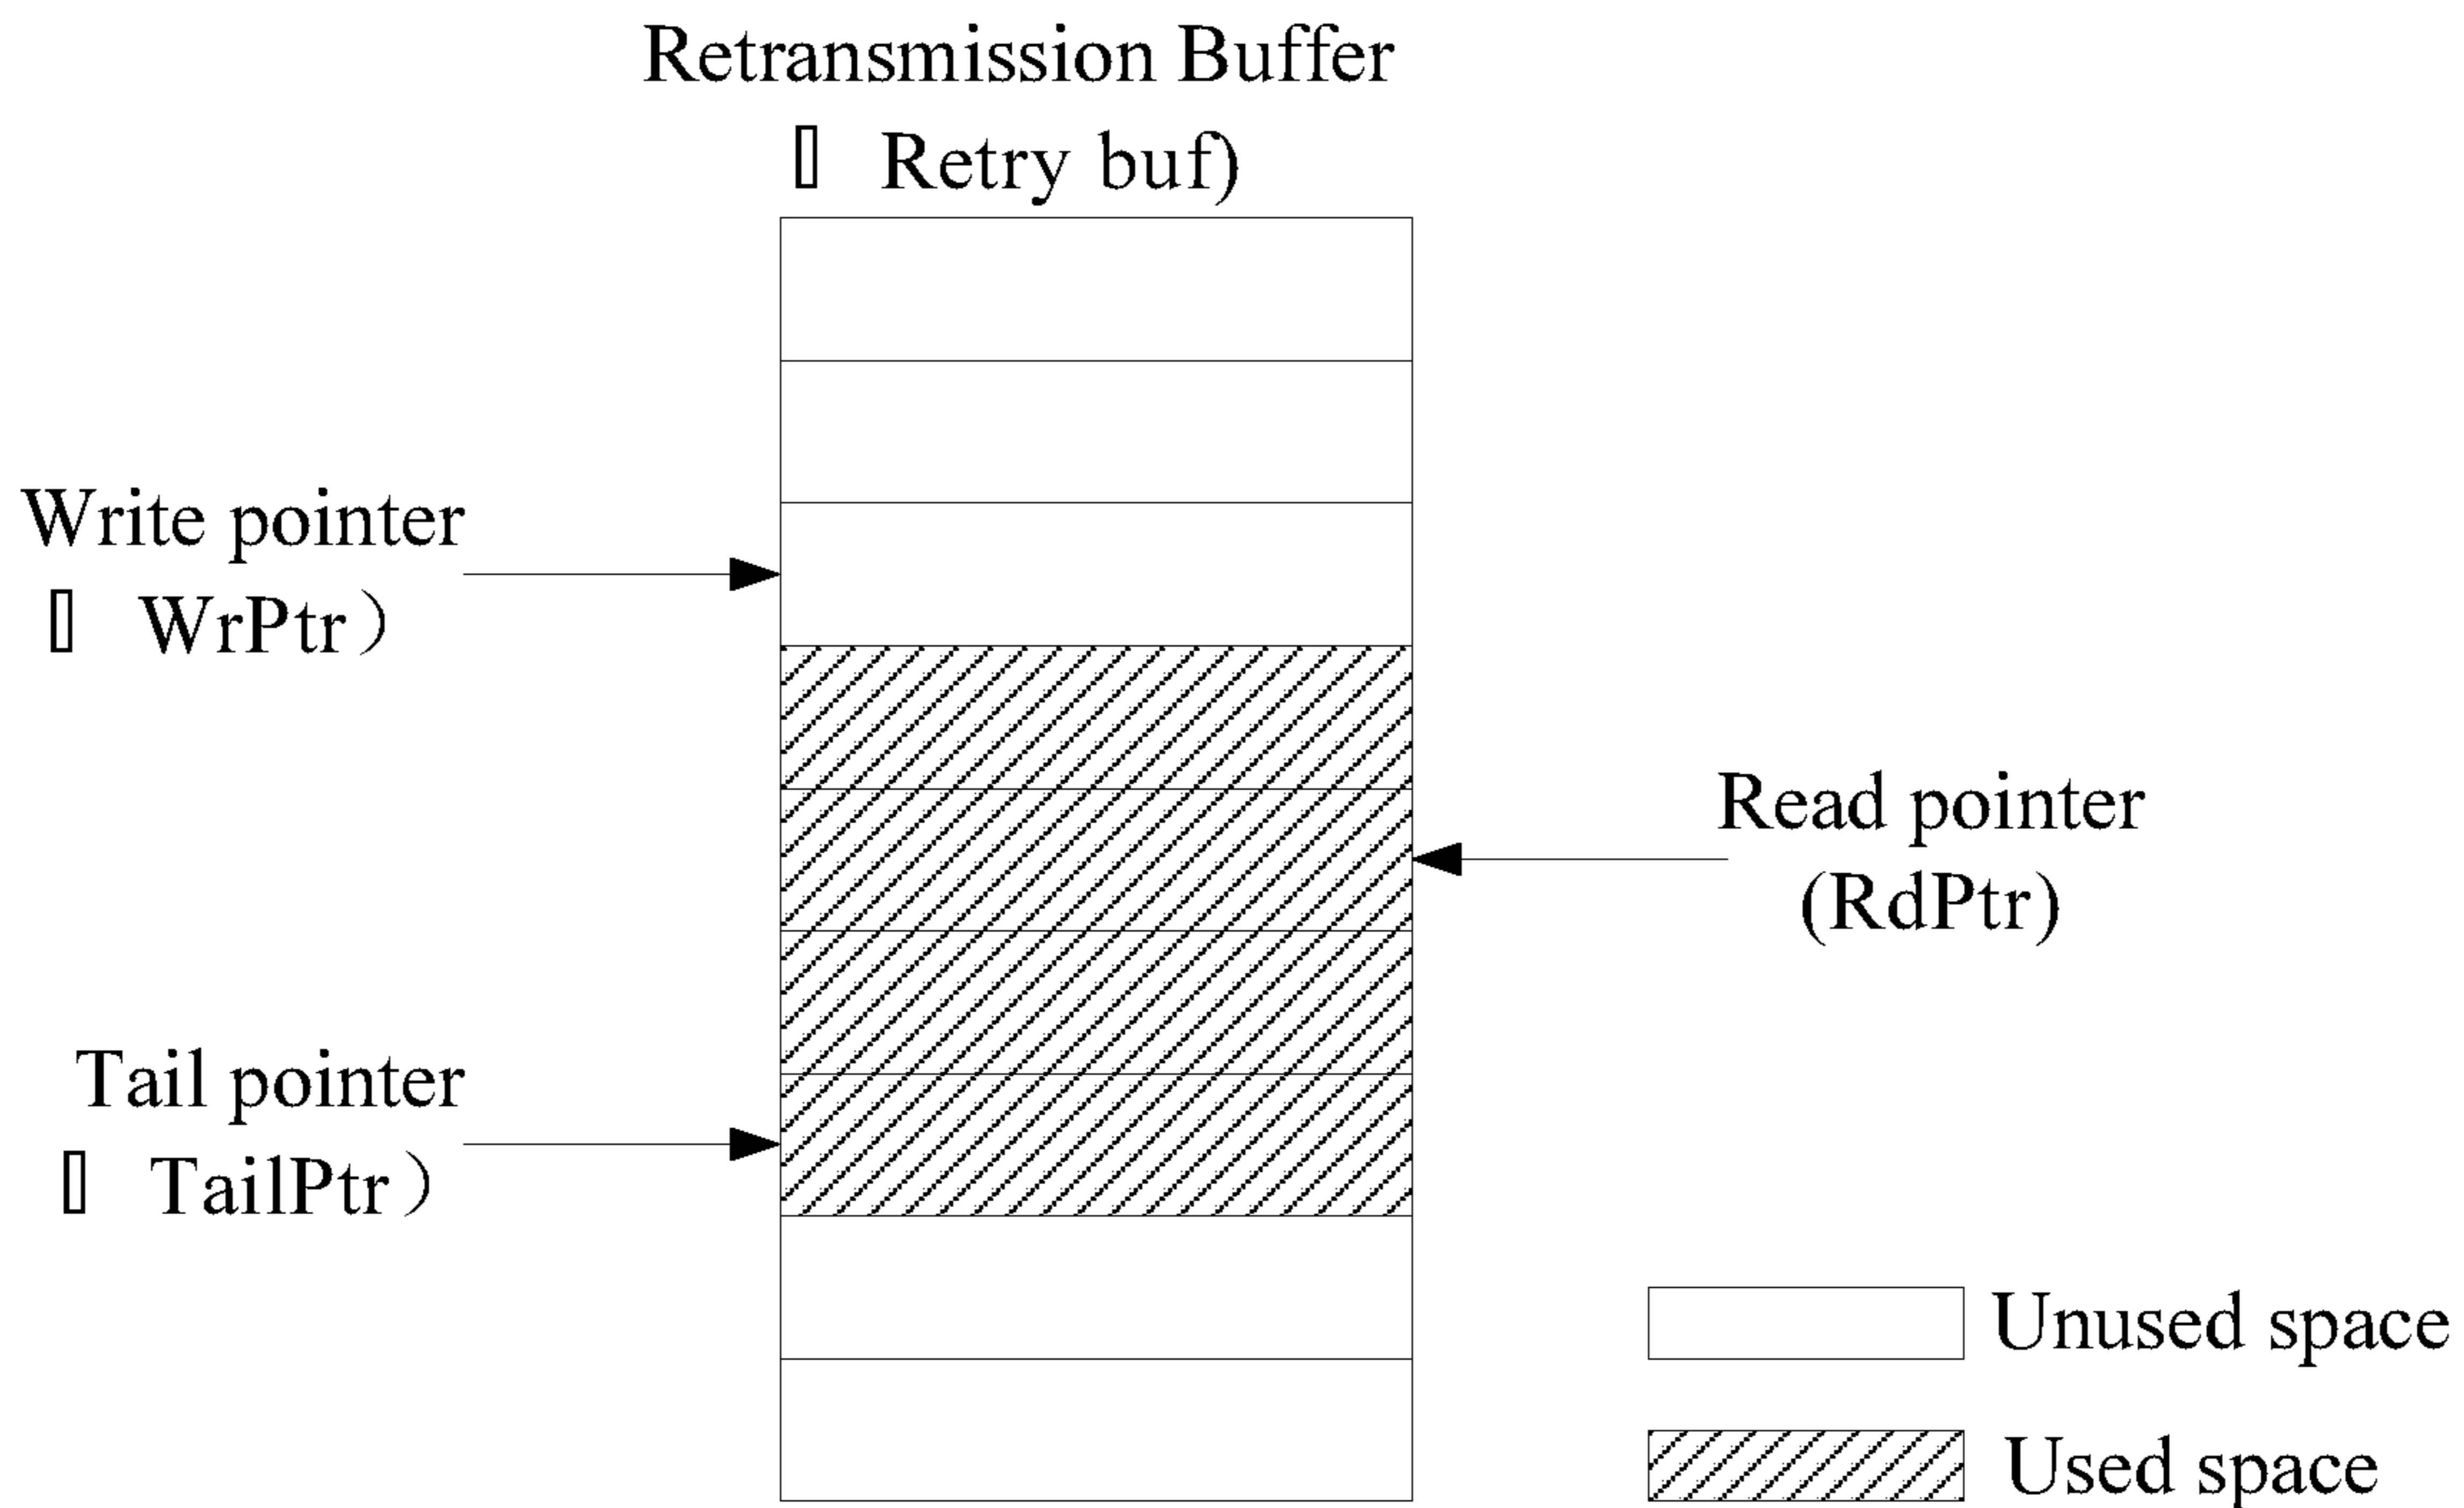 Retransmission Buffer
▯ Retry buf)
Write pointer
▯ WrPtr）
Read pointer
(RdPtr)
Tail pointer
▯ TailPtr）
Unused space
Used space